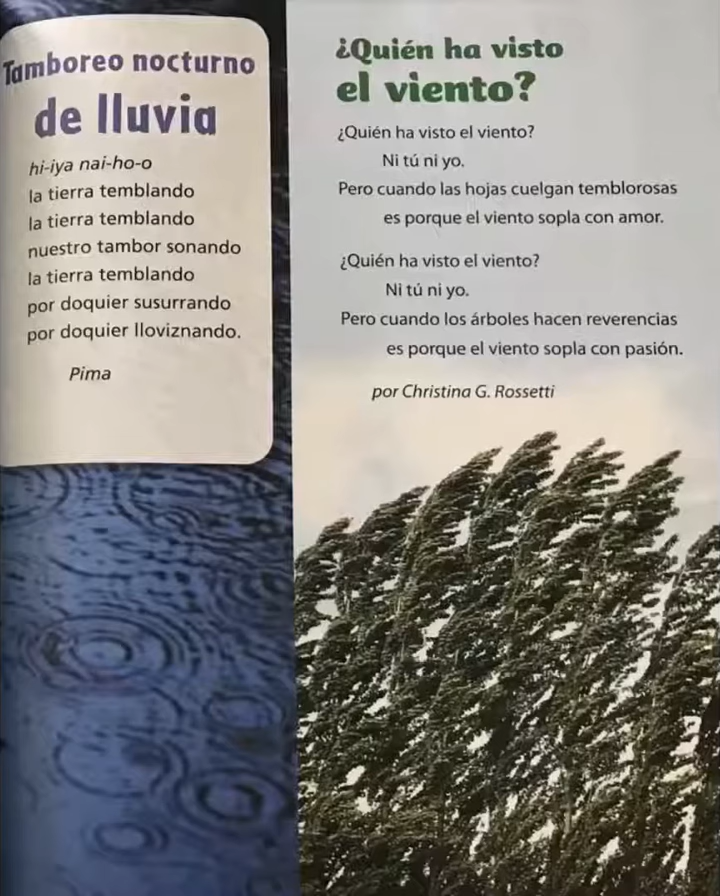 Tamboreo nocturno
de lluvia
hi-iya nai-ho-o
la tierra temblando
la tierra temblando
nuestro tambor sonando
la tierra temblando
por doquier susurrando
por doquier lloviznando.
Pima
¿Quién ha visto
el viento?
¿Quién ha visto el viento?
Ni tú ni yo.
Pero cuando las hojas cuelgan temblorosas
es porque el viento sopla con amor.
¿Quién ha visto el viento?
Ni tú ni yo.
Pero cuando los árboles hacen reverencias
es porque el viento sopla con pasión.
por Christina G. Rossetti